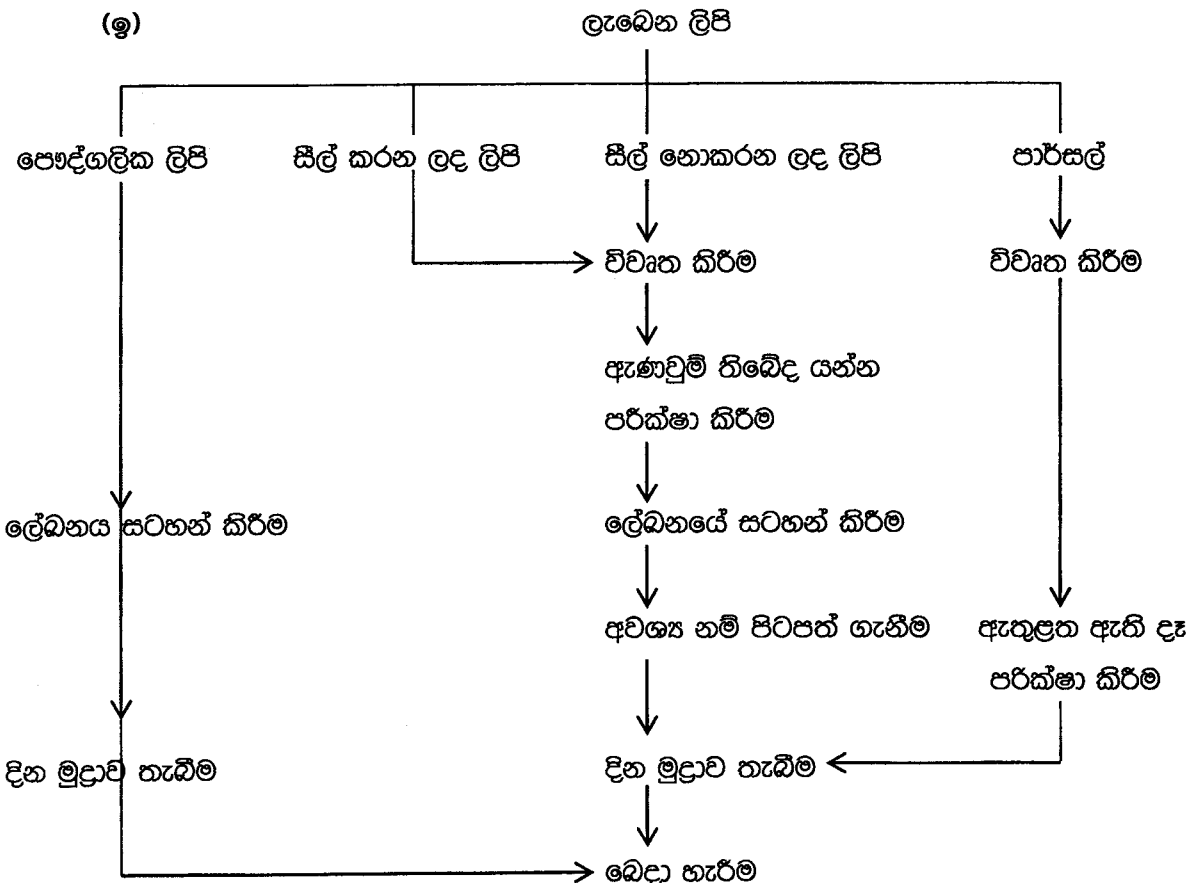 (ඉ) ලැබෙන ලිපි
පෞද්ගලික ලිපි සීල් කරන ලද ලිපි සීල් නොකරන ලද ලිපි පාර්සල්
විවෘත කිරීම විවෘත කිරීම
ඇණවුම් තිබේද යන්න
පරීක්ෂා කිරීම
ලේඛනය සටහන් කිරීම ලේඛනයේ සටහන් කිරීම
අවශ්‍ය නම් පිටපත් ගැනීම ඇතුළත ඇති දෑ
පරික්ෂා කිරීම
දින මුද්‍රාව තැබීම දින මුද්‍රාව තැබීම
බෙදා හැරීම